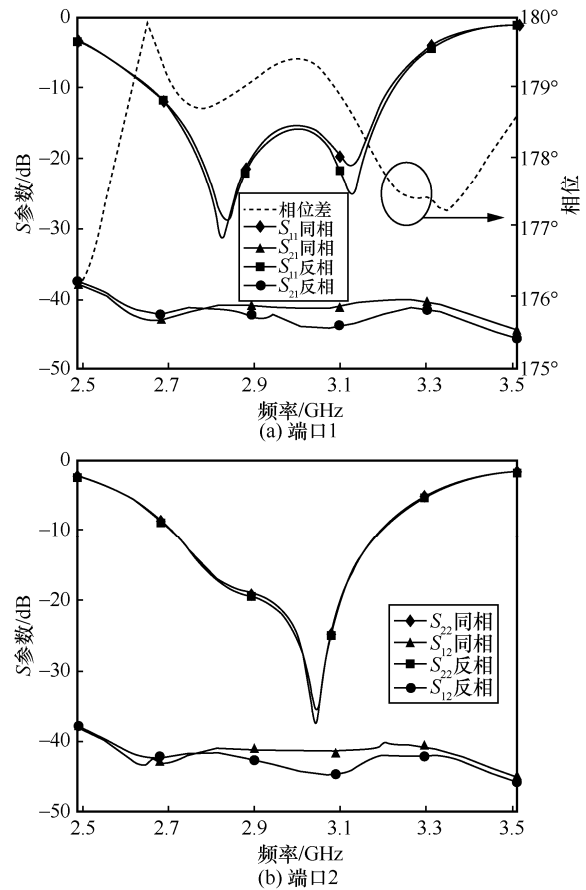 0
−10
−20
−30
−40
−50
S参数/dB
180°
179°
178°
177°
176°
175°
相位
相位差
S11同相
S21同相
S11反相
S21反相
2.5 2.7 2.9 3.1 3.3 3.5
频率/GHz
(a) 端口1
0
−10
−20
−30
−40
−50
S参数/dB
S22同相
S12同相
S22反相
S12反相
2.5 2.7 2.9 3.1 3.3 3.5
频率/GHz
(b) 端口2